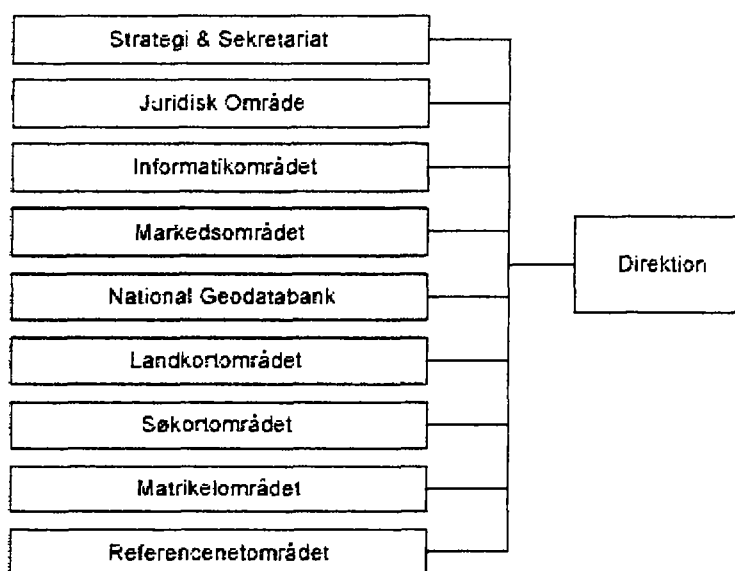 Strategi & Sekretariat
Juridisk Område
Informatikområdet
Markedsområdet
Direktion
National Geodatabank
Landkortområdet
Søkortområdet
Matrikelområdet
Referencenetområdet